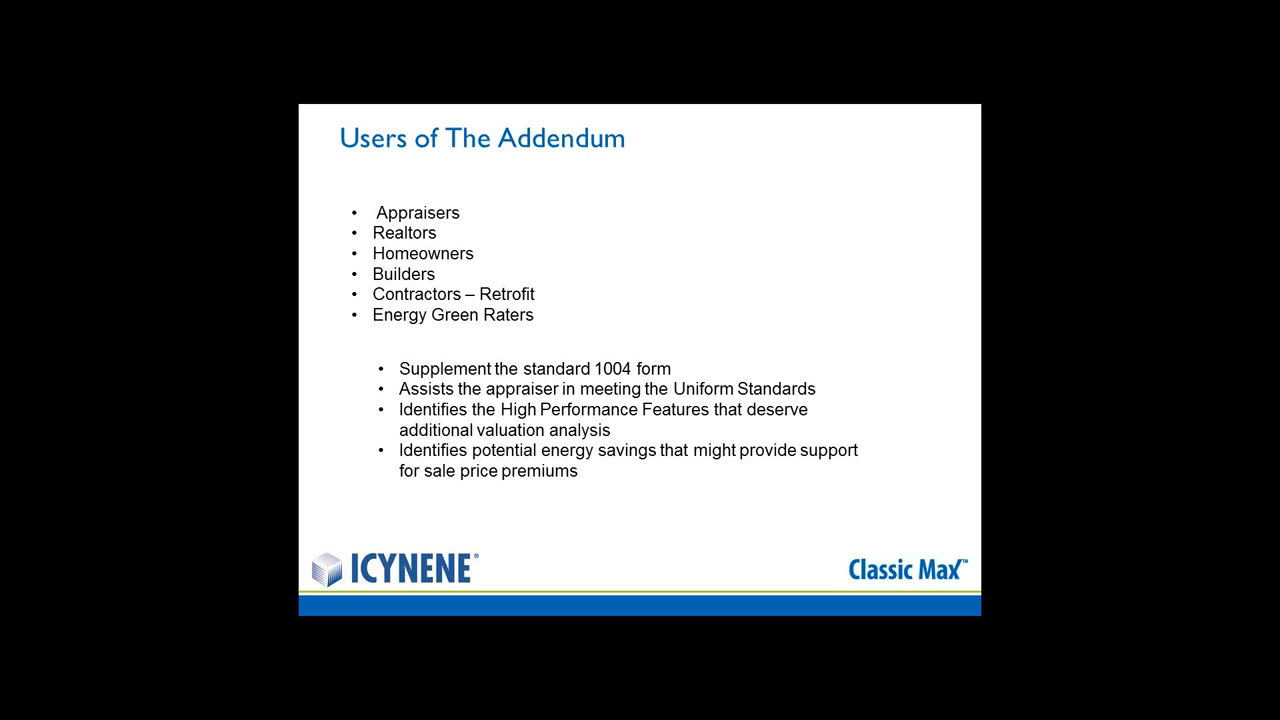 Users of The Addendum
• Appraisers
• Realtors
• Homeowners
• Builders
• Contractors – Retrofit
• Energy Green Raters
• Supplement the standard 1004 form
• Assists the appraiser in meeting the Uniform Standards
• Identifies the High Performance Features that deserve
additional valuation analysis
• Identifies potential energy savings that might provide support
for sale price premiums
ICYNENE®
Classic Max™